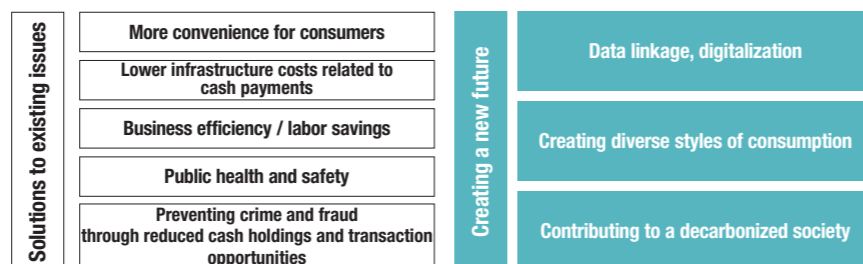 Solutions to existing issues
More convenience for consumers
Lower infrastructure costs related to
cash payments
Business efficiency / labor savings
Public health and safety
Preventing crime and fraud
through reduced cash holdings and transaction
opportunities
Creating a new future
Data linkage, digitalization
Creating diverse styles of consumption
Contributing to a decarbonized society